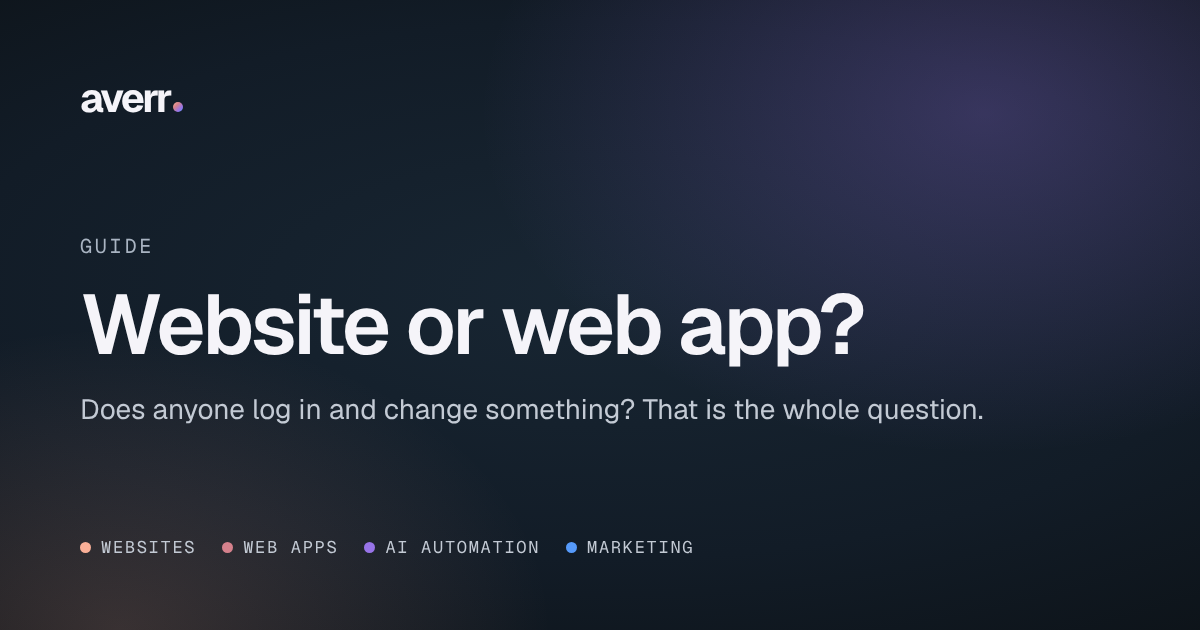 averr.
GUIDE
Website or web app?
Does anyone log in and change something? That is the whole question.
WEBSITES WEB APPS AI AUTOMATION MARKETING